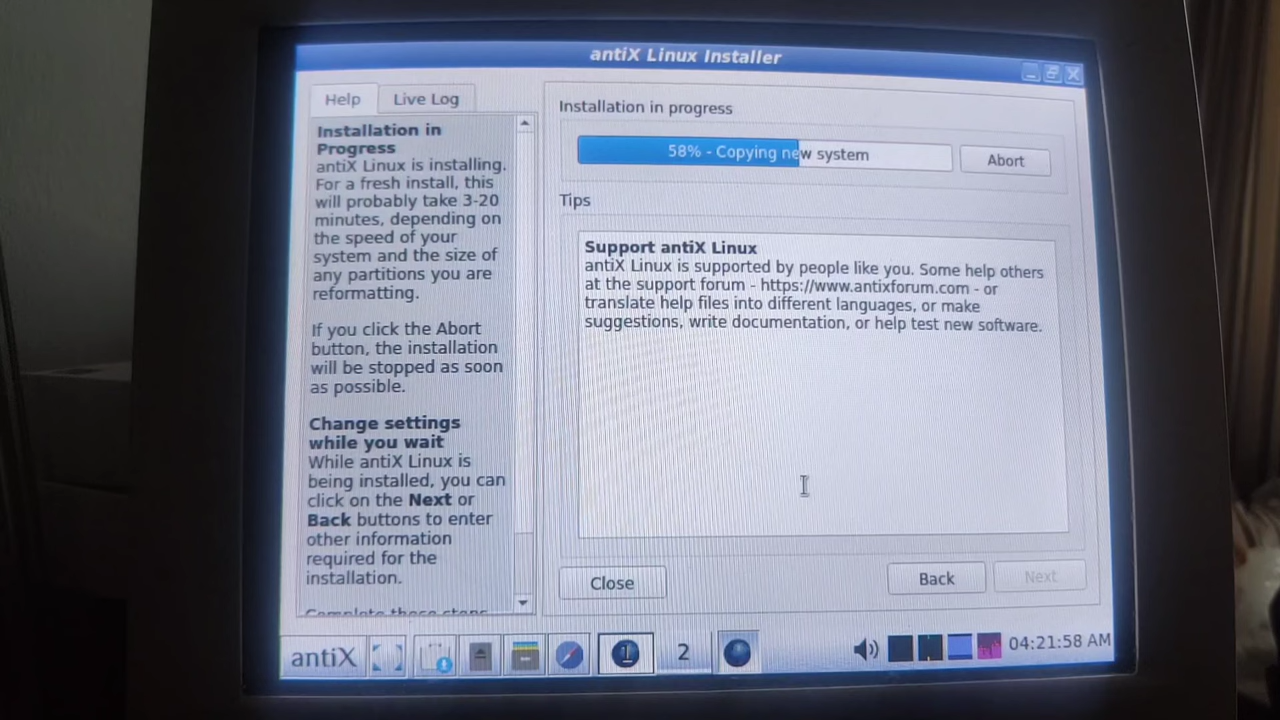 antiX Linux Installer
Help
Live Log
Installation in
Progress
antiX Linux is installing.
For a fresh install, this
will probably take 3-20
minutes, depending on
the speed of your
system and the size of
any partitions you are
reformatting.
If you click the Abort
button, the installation
will be stopped as soon
as possible.
Change settings
while you wait
While antiX Linux is
being installed, you can
click on the Next or
Back buttons to enter
other information
required for the
installation.
Complete these steps
Installation in progress
58% - Copying new system
Abort
Tips
Support antiX Linux
antiX Linux is supported by people like you. Some help others
at the support forum - https://www.antixforum.com - or
translate help files into different languages, or make
suggestions, write documentation, or help test new software.
Close
Back
Next
antiX
1
2
04:21:58 AM